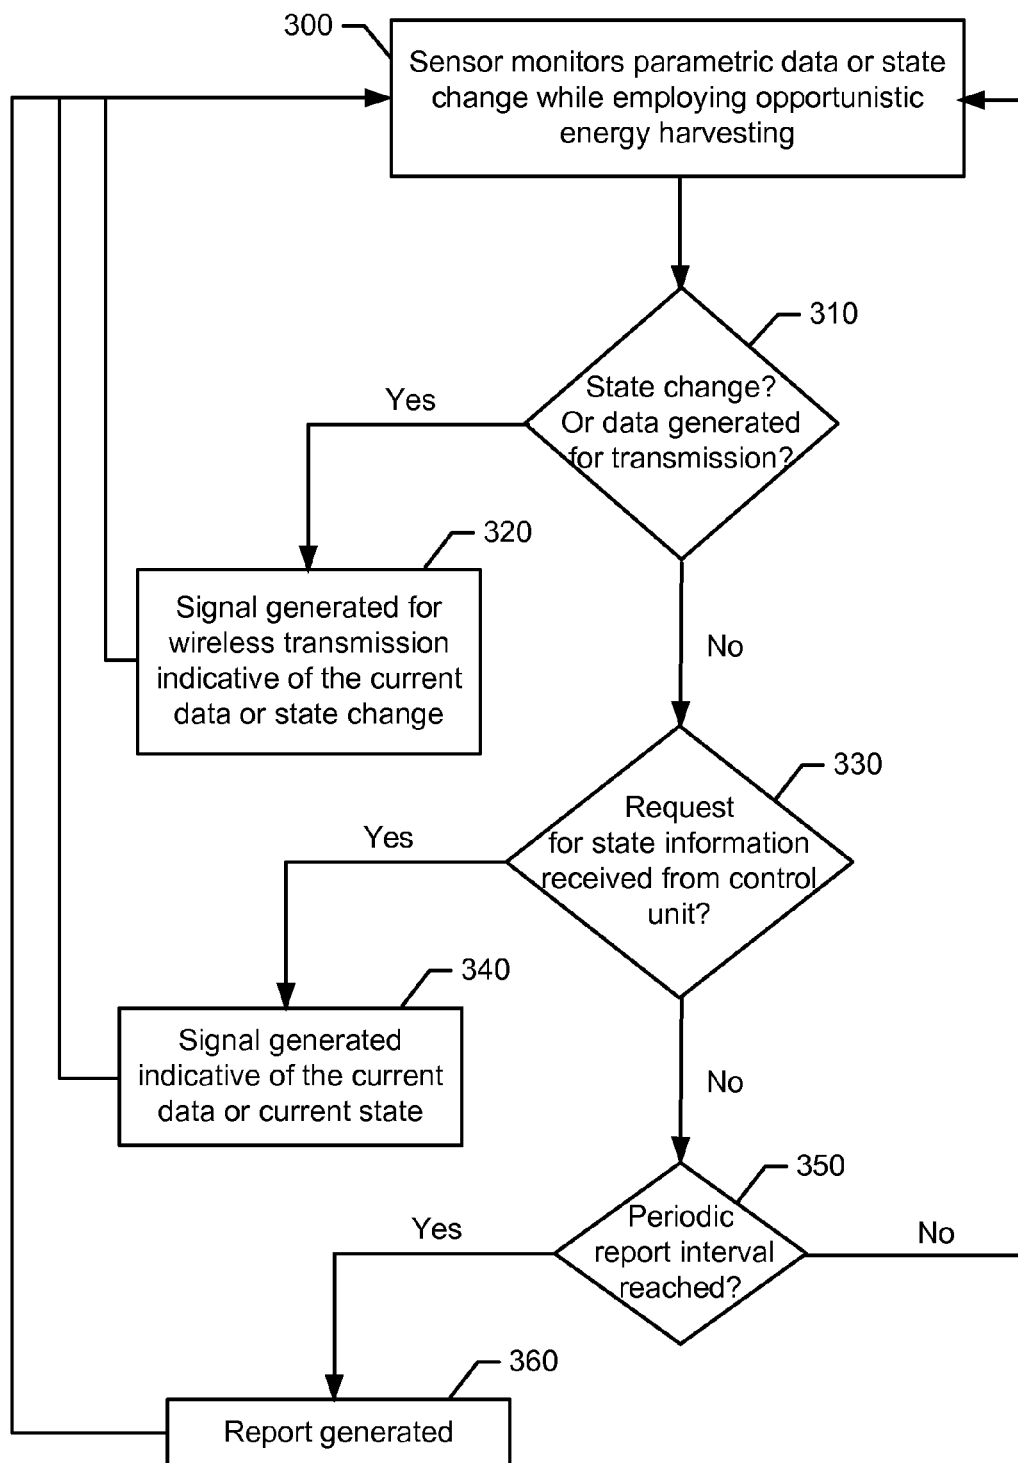 300
Sensor monitors parametric data or state
change while employing opportunistic
energy harvesting
310
State change?
Or data generated
for transmission?
Yes
320
Signal generated for
wireless transmission
indicative of the current
data or state change
No
330
Request
for state information
received from control
unit?
Yes
340
Signal generated
indicative of the current
data or current state
No
350
Periodic
report interval
reached?
Yes
No
360
Report generated